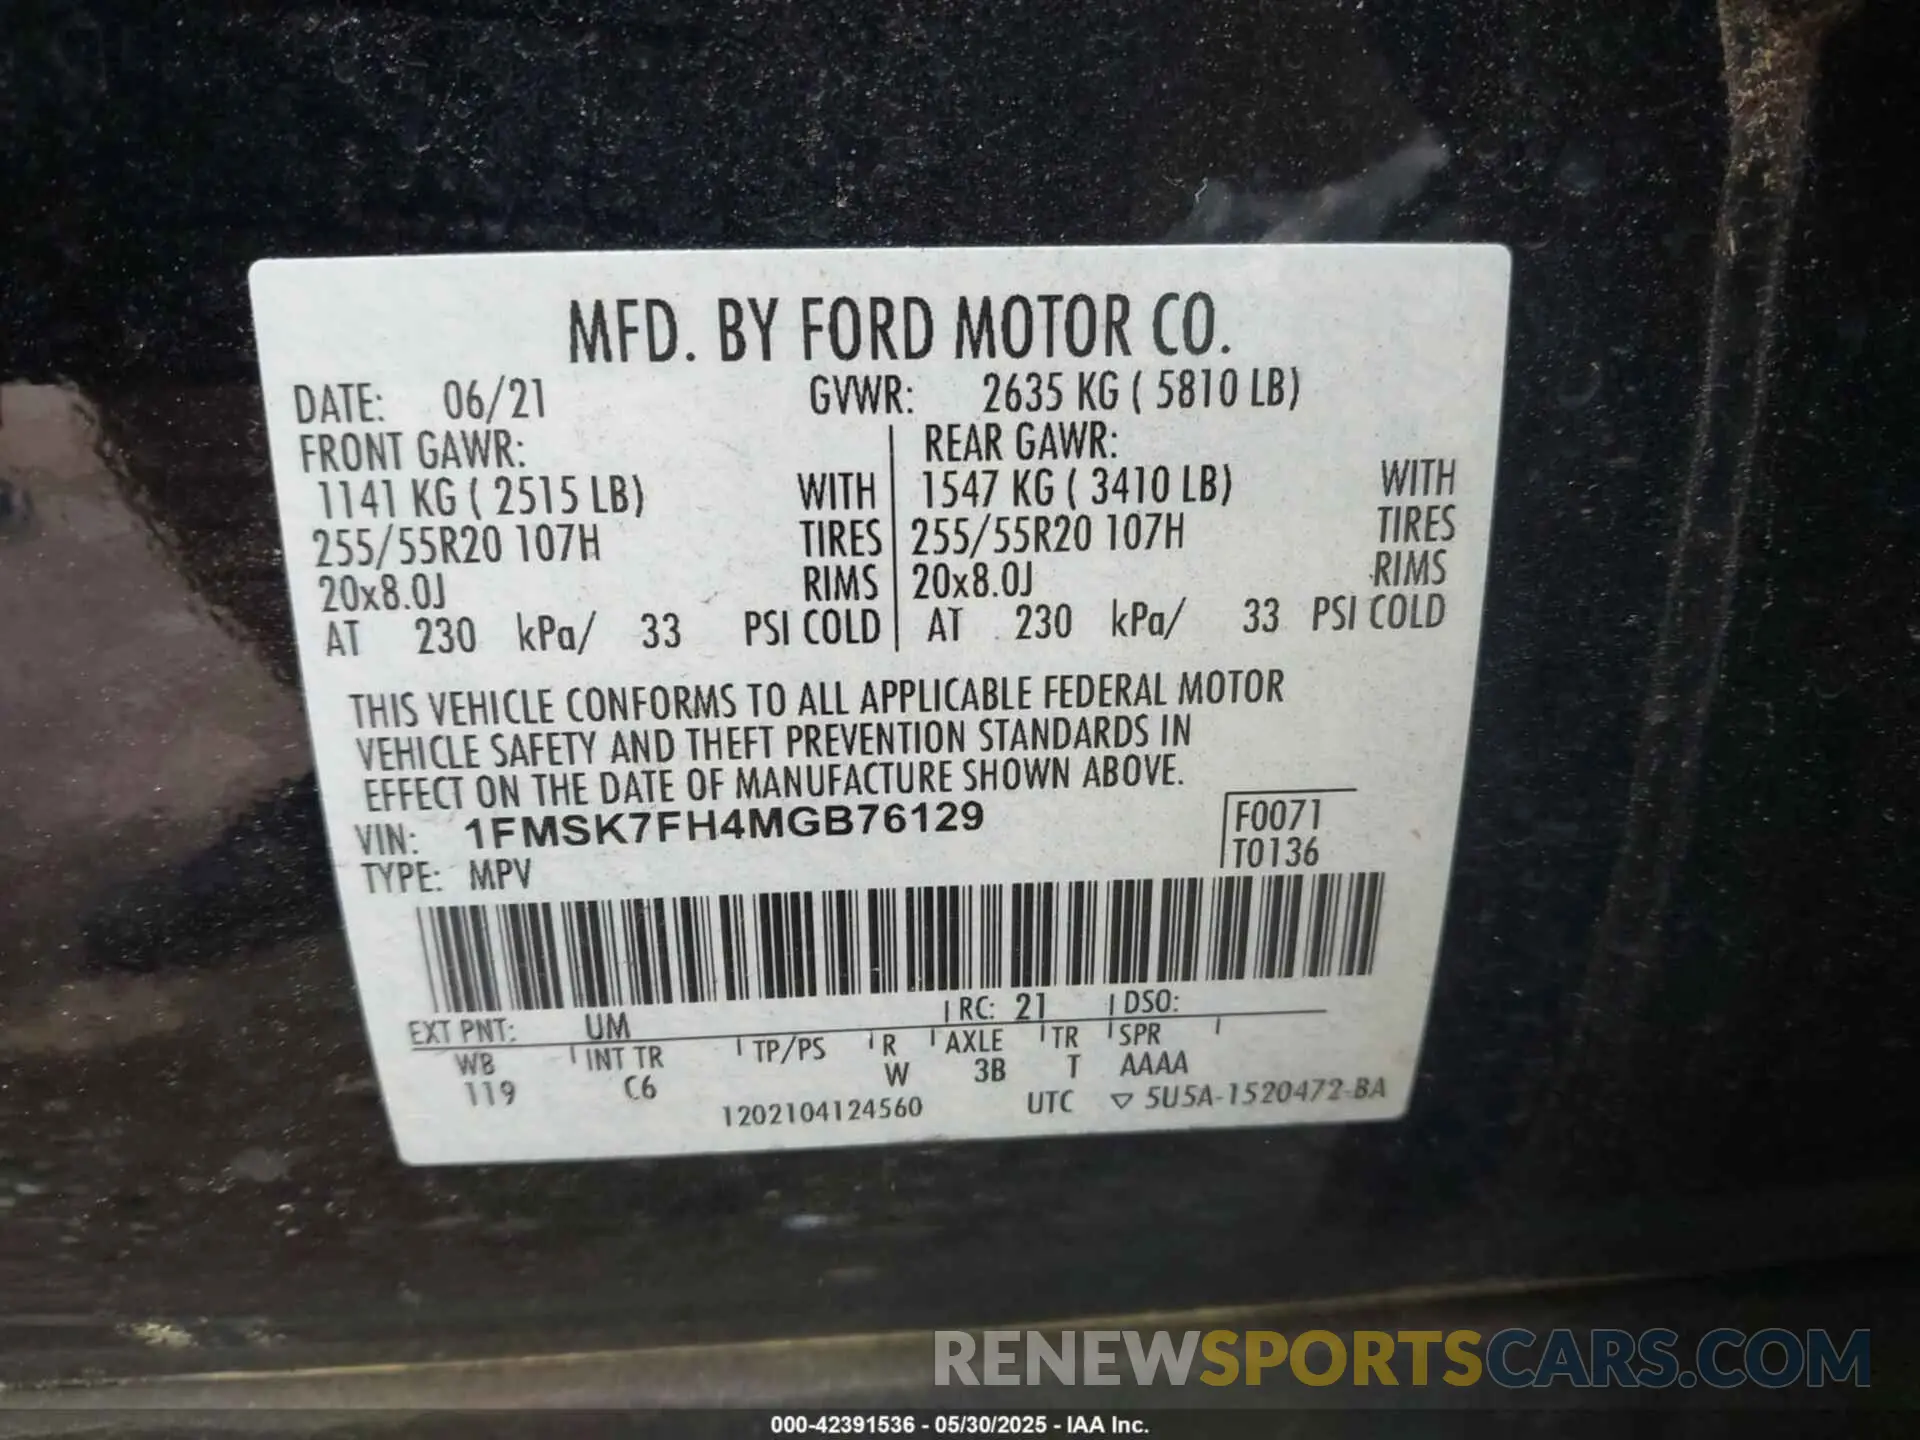 MFD. BY FORD MOTOR CO.
DATE: 06/21 GVWR: 2635 KG ( 5810 LB)
FRONT GAWR: REAR GAWR:
1141 KG ( 2515 LB) WITH 1547 KG ( 3410 LB) WITH
255/55R20 107H TIRES 255/55R20 107H TIRES
20x8.0J RIMS 20x8.0J RIMS
AT 230 kPa/ 33 PSI COLD AT 230 kPa/ 33 PSI COLD
THIS VEHICLE CONFORMS TO ALL APPLICABLE FEDERAL MOTOR
VEHICLE SAFETY AND THEFT PREVENTION STANDARDS IN
EFFECT ON THE DATE OF MANUFACTURE SHOWN ABOVE.
VIN: 1FMSK7FH4MGB76129 F0071
TYPE: MPV T0136
EXT PNT: UM RC: 21 DSO:
WB INT TR TP/PS R AXLE TR SPR
119 C6 W 3B T AAAA
1202104124560 UTC ▽ 5U5A-1520472-BA
RENEWSPORTSCARS.COM
000-42391536 - 05/30/2025 - IAA Inc.